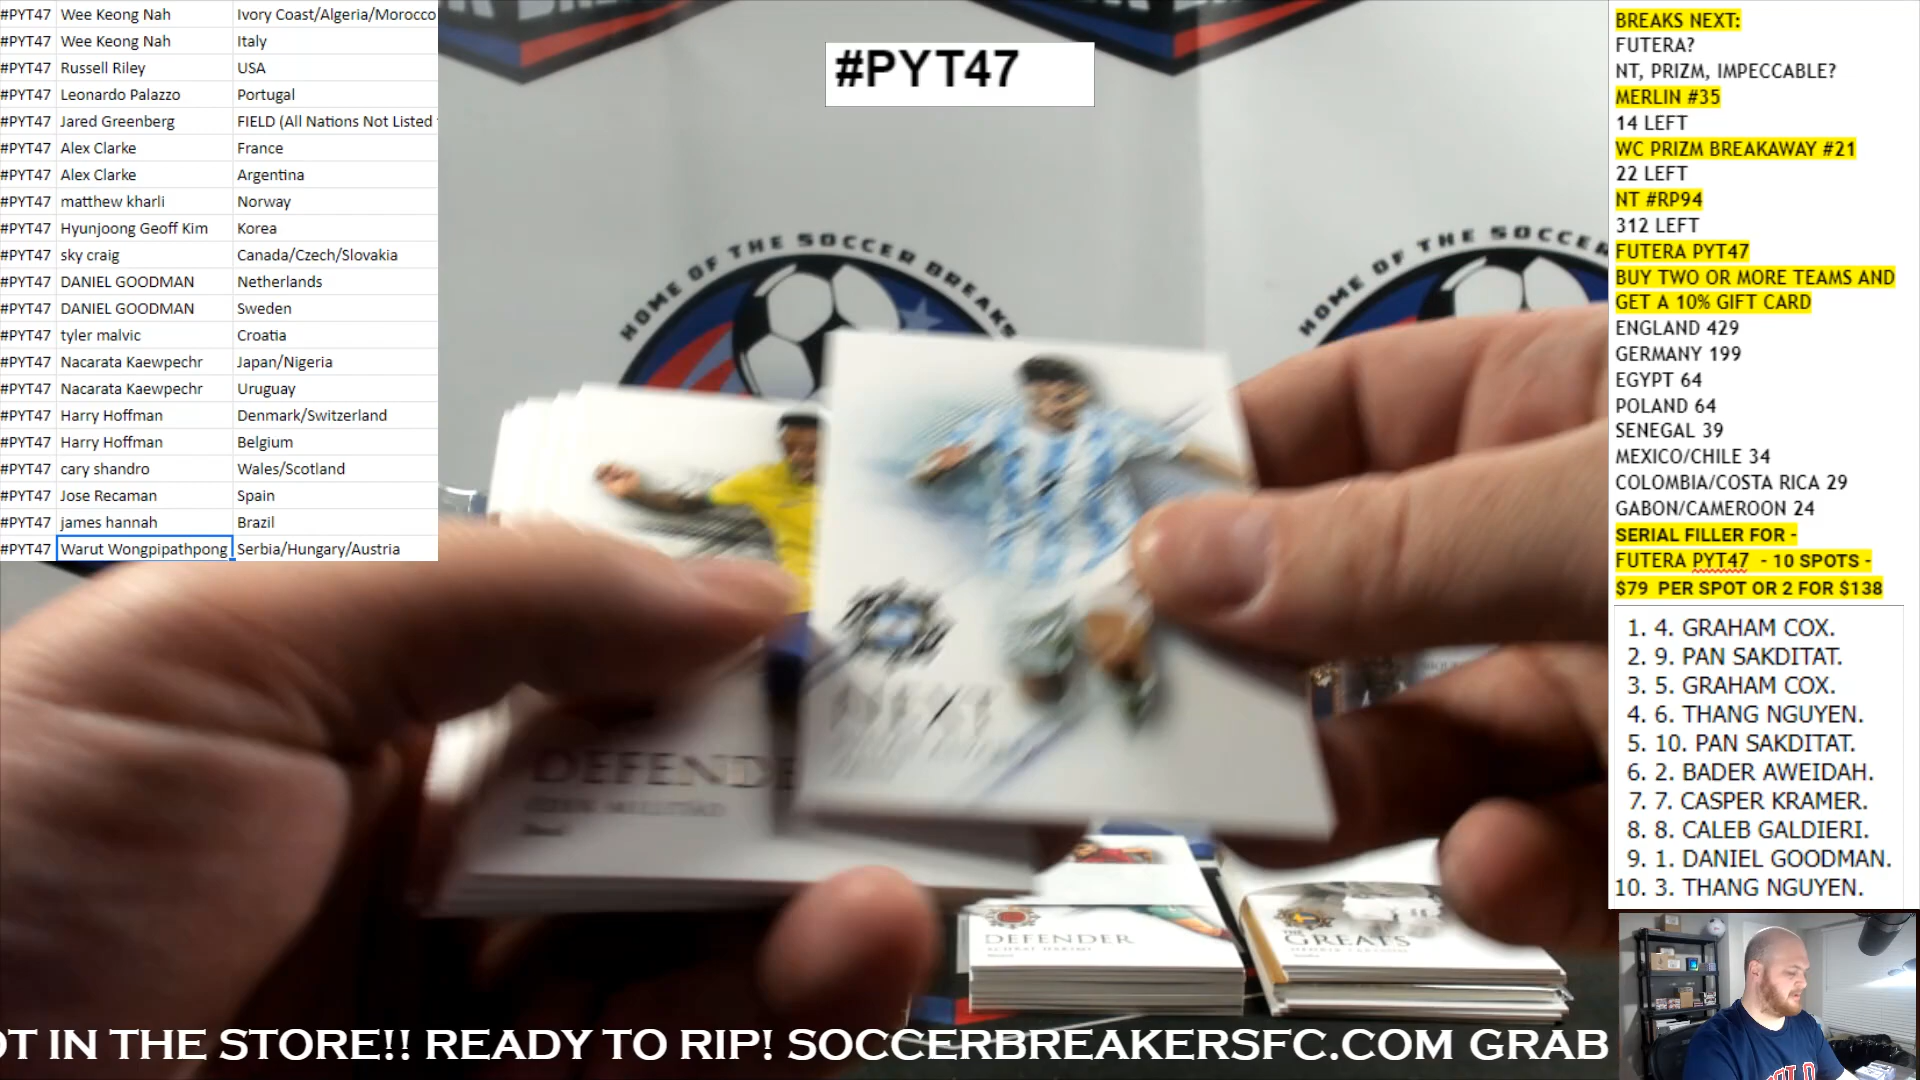 #PYT47 Wee Keong Nah Ivory Coast/Algeria/Morocco
#PYT47 Wee Keong Nah Italy
#PYT47 Russell Riley USA
#PYT47 Leonardo Palazzo Portugal
#PYT47 Jared Greenberg FIELD (All Nations Not Listed
#PYT47 Alex Clarke France
#PYT47 Alex Clarke Argentina
#PYT47 matthew kharli Norway
#PYT47 Hyunjoong Geoff Kim Korea
#PYT47 sky craig Canada/Czech/Slovakia
#PYT47 DANIEL GOODMAN Netherlands
#PYT47 DANIEL GOODMAN Sweden
#PYT47 tyler malvic Croatia
#PYT47 Nacarata Kaewpechr Japan/Nigeria
#PYT47 Nacarata Kaewpechr Uruguay
#PYT47 Harry Hoffman Denmark/Switzerland
#PYT47 Harry Hoffman Belgium
#PYT47 cary shandro Wales/Scotland
#PYT47 Jose Recaman Spain
#PYT47 james hannah Brazil
#PYT47 Warut Wongpipathpong Serbia/Hungary/Austria
#PYT47
HOME OF THE SOCCER BREAKS
HOME OF THE SOCCER
DEFENDE
DEFENDER
THE
GREATS
BREAKS NEXT:
FUTERA?
NT, PRIZM, IMPECCABLE?
MERLIN #35
14 LEFT
WC PRIZM BREAKAWAY #21
22 LEFT
NT #RP94
312 LEFT
FUTERA PYT47
BUY TWO OR MORE TEAMS AND
GET A 10% GIFT CARD
ENGLAND 429
GERMANY 199
EGYPT 64
POLAND 64
SENEGAL 39
MEXICO/CHILE 34
COLOMBIA/COSTA RICA 29
GABON/CAMEROON 24
SERIAL FILLER FOR -
FUTERA PYT47 - 10 SPOTS -
$79 PER SPOT OR 2 FOR $138
1. 4. GRAHAM COX.
2. 9. PAN SAKDITAT.
3. 5. GRAHAM COX.
4. 6. THANG NGUYEN.
5. 10. PAN SAKDITAT.
6. 2. BADER AWEIDAH.
7. 7. CASPER KRAMER.
8. 8. CALEB GALDIERI.
9. 1. DANIEL GOODMAN.
10. 3. THANG NGUYEN.
OT IN THE STORE!! READY TO RIP! SOCCERBREAKERSFC.COM GRAB